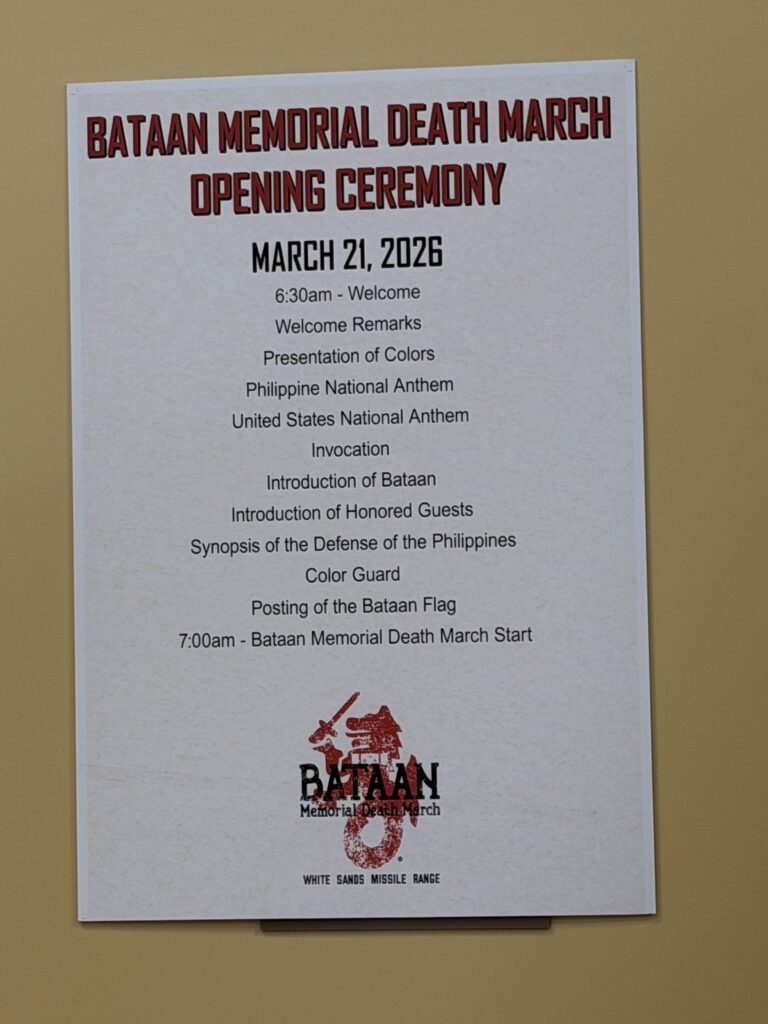 BATAAN MEMORIAL DEATH MARCH
OPENING CEREMONY
MARCH 21, 2026
6:30am - Welcome
Welcome Remarks
Presentation of Colors
Philippine National Anthem
United States National Anthem
Invocation
Introduction of Bataan
Introduction of Honored Guests
Synopsis of the Defense of the Philippines
Color Guard
Posting of the Bataan Flag
7:00am - Bataan Memorial Death March Start
BATAAN
Memorial Death March
WHITE SANDS MISSILE RANGE